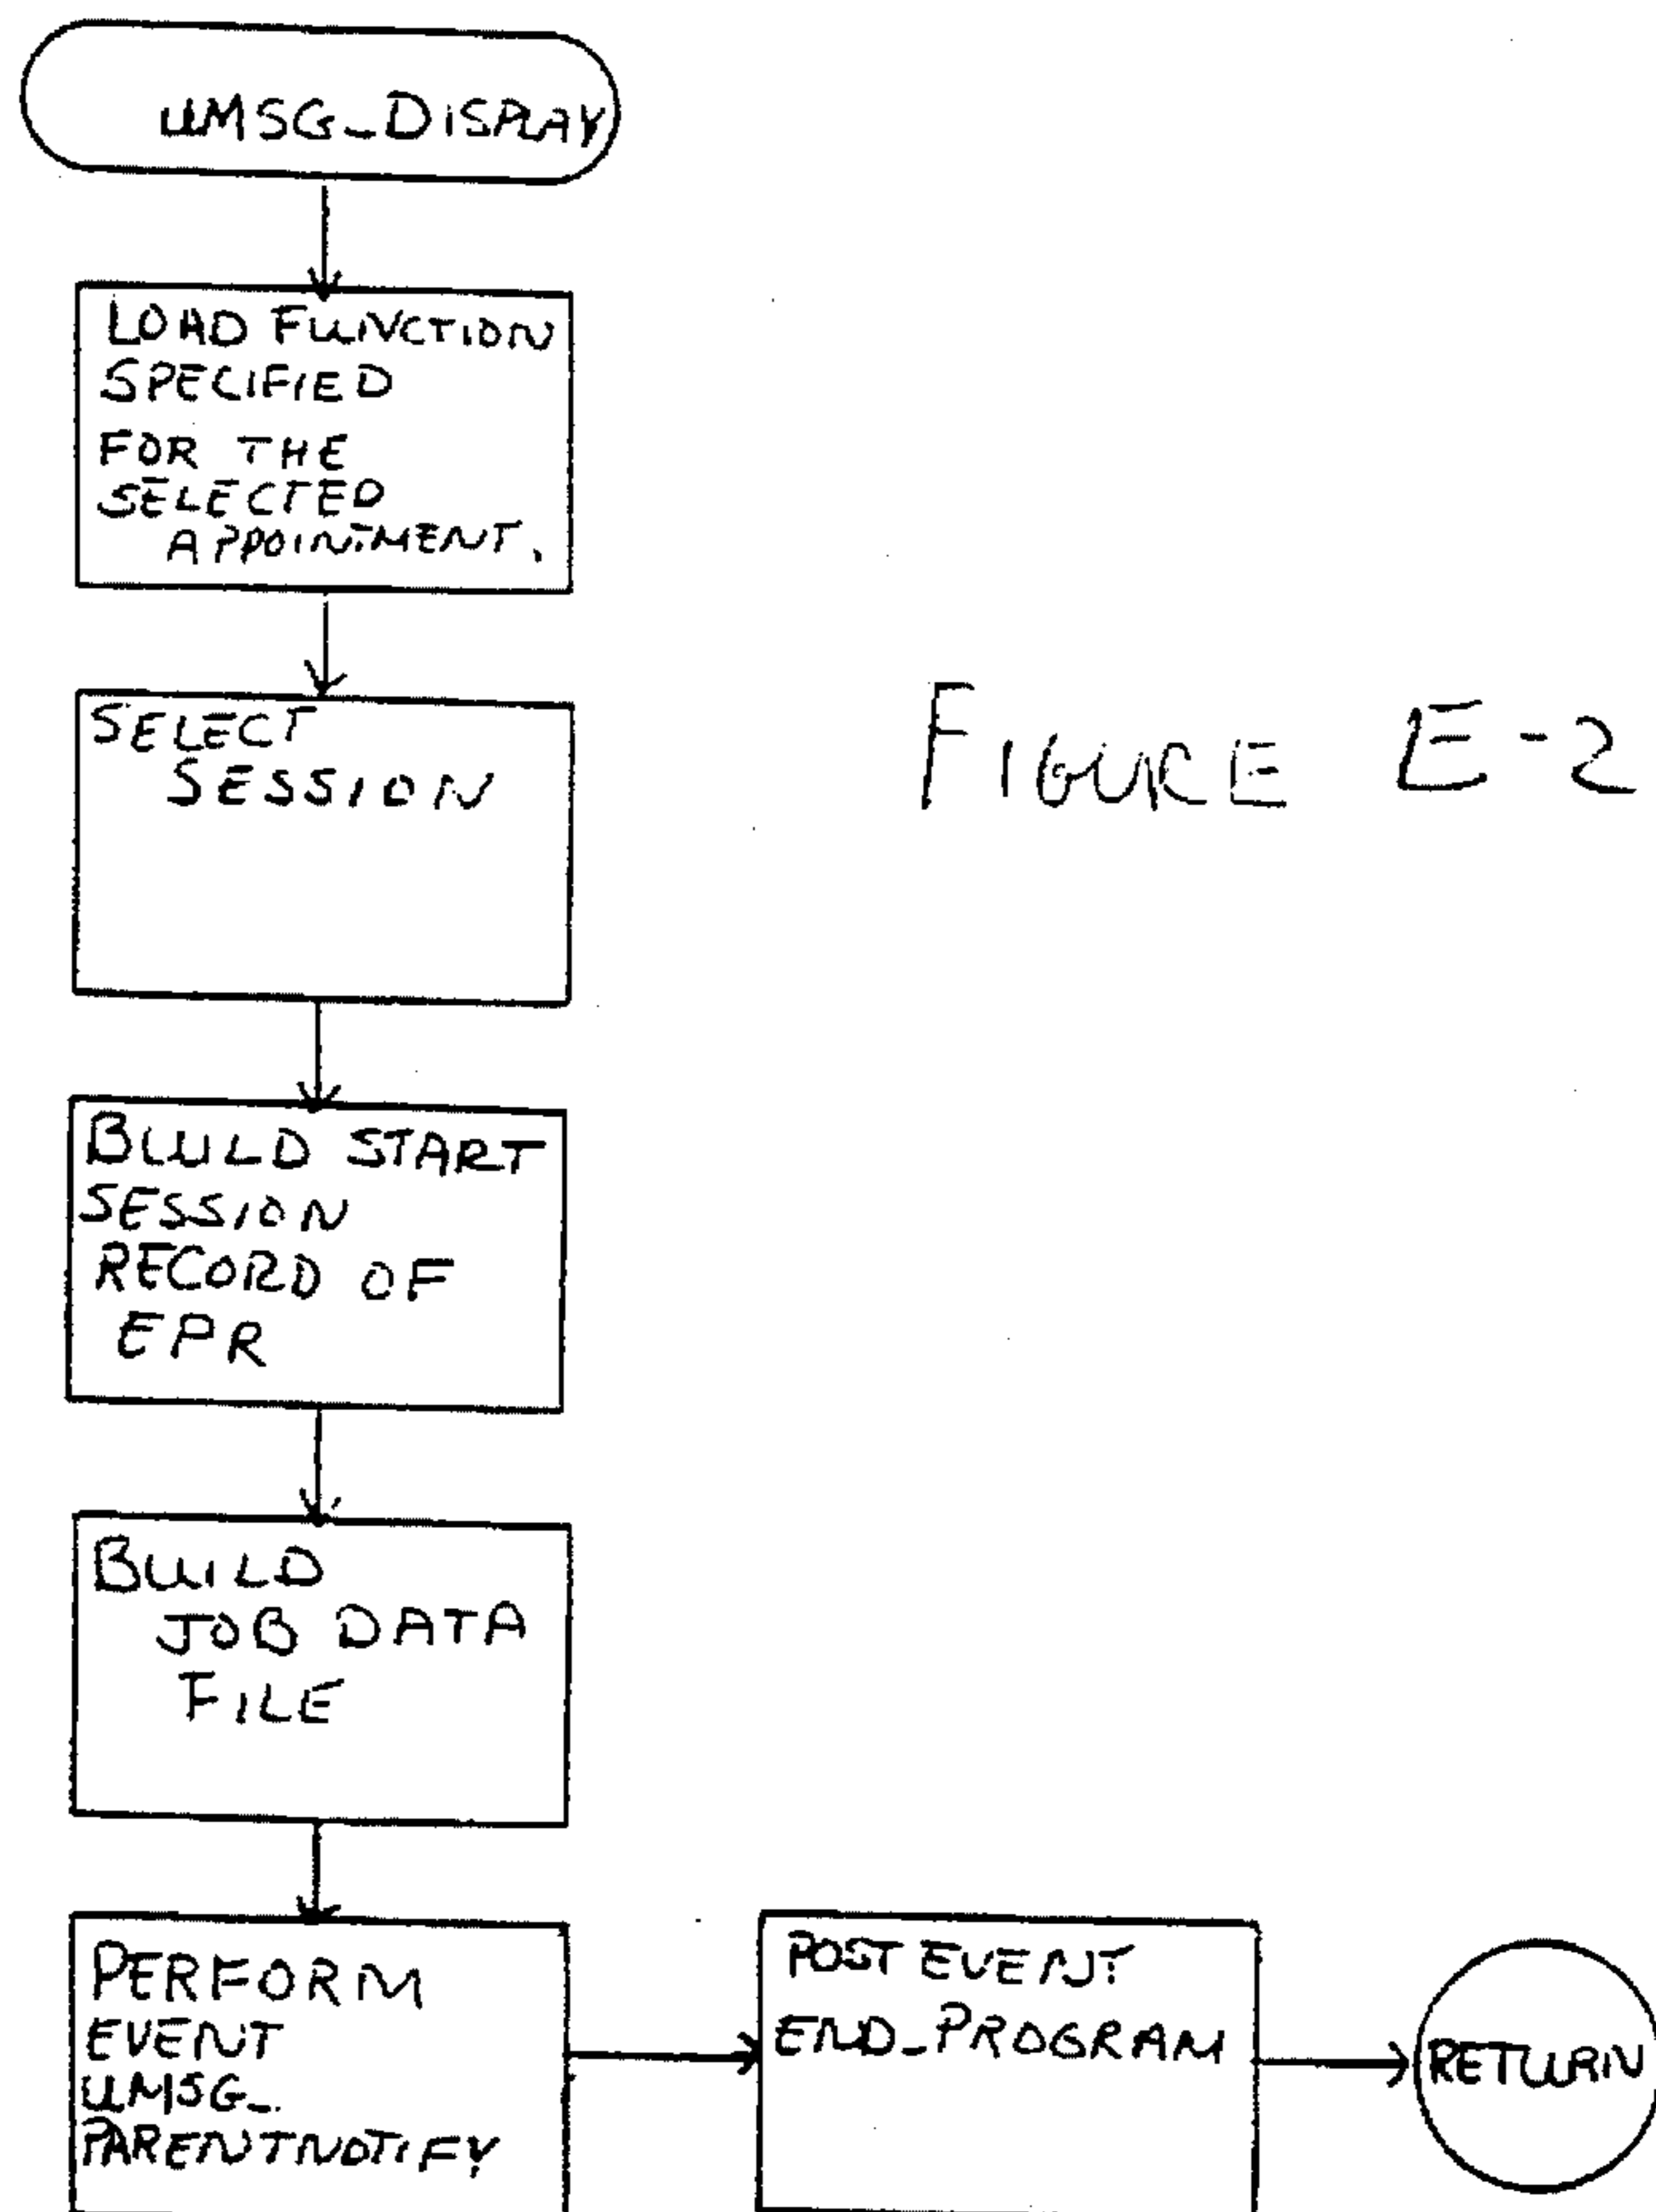 UMSG_DISPLAY
LOAD FUNCTION
SPECIFIED
FOR THE
SELECTED
APPOINTMENT.
SELECT
SESSION
FIGURE E-2
BUILD START
SESSION
RECORD OF
EPR
BUILD
JOB DATA
FILE
PERFORM
EVENT
UMSG_
PARENTNOTIFY
POST EVENT
END_PROGRAM
RETURN